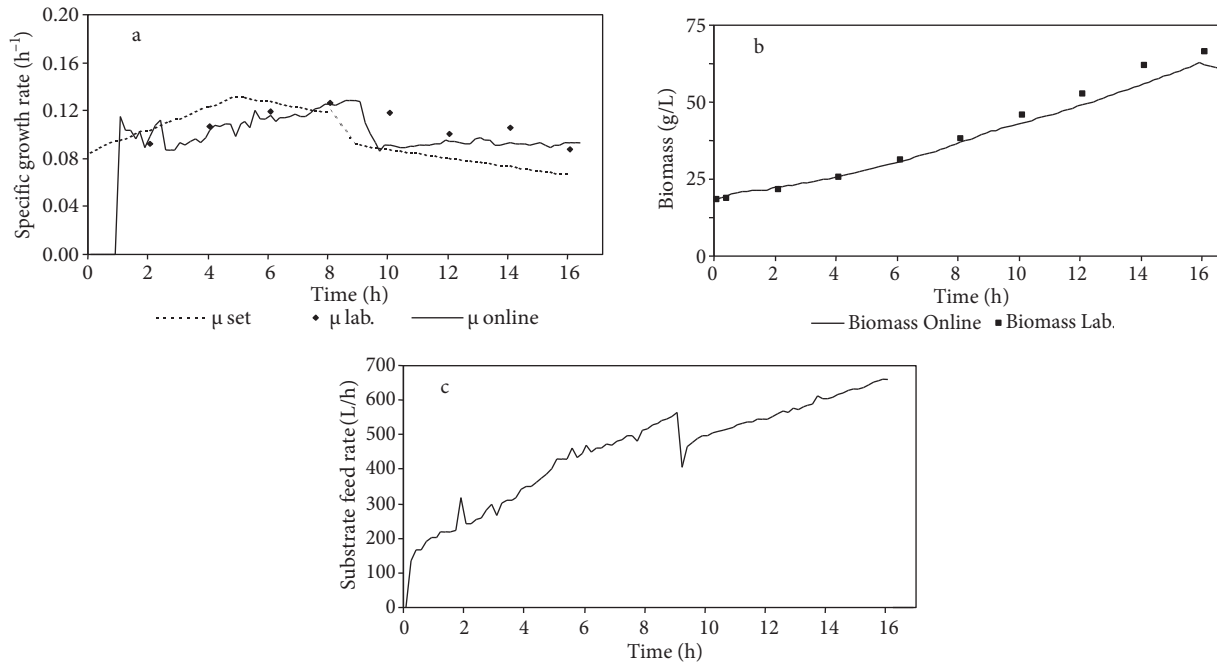 a
Specific growth rate (h⁻¹)
0.20
0.16
0.12
0.08
0.04
0.00
0 2 4 6 8 10 12 14 16
Time (h)
μ set μ lab. μ online
b
Biomass (g/L)
75
50
25
0
0 2 4 6 8 10 12 14 16
Time (h)
Biomass Online Biomass Lab.
c
Substrate feed rate (L/h)
700
600
500
400
300
200
100
0
0 2 4 6 8 10 12 14 16
Time (h)